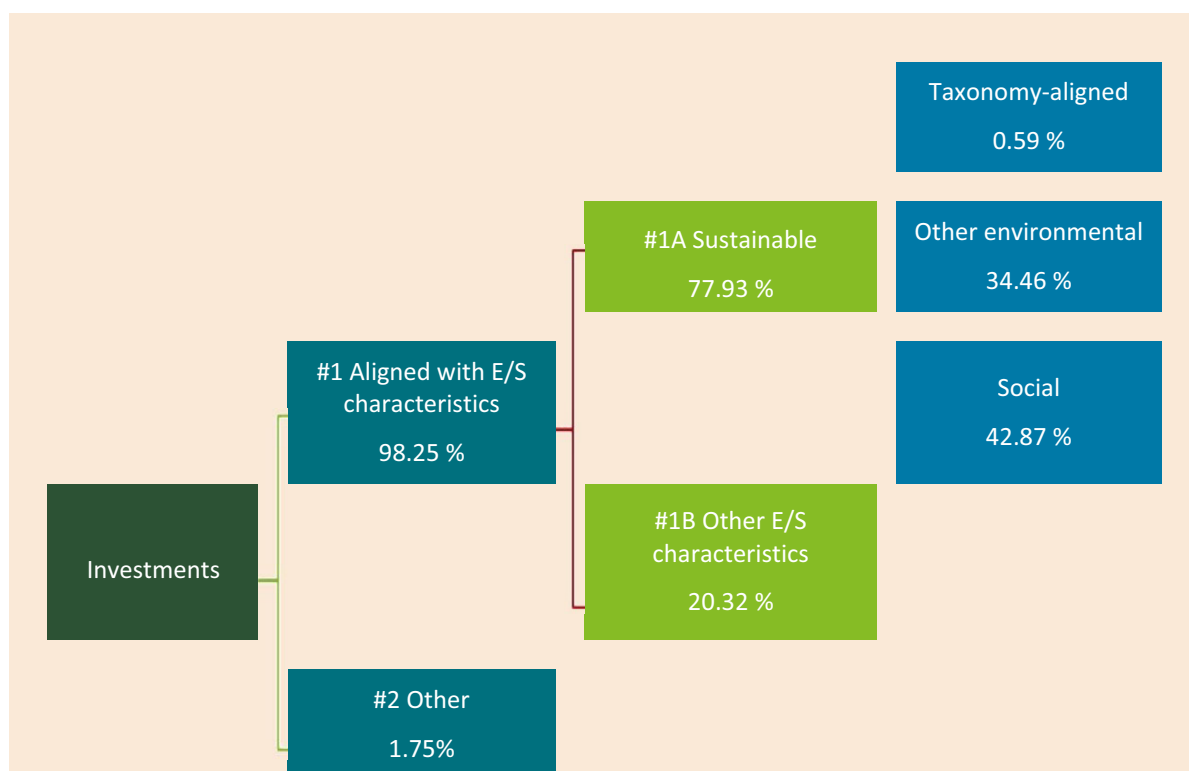 Taxonomy-aligned
0.59 %
#1A Sustainable
77.93 %
Other environmental
34.46 %
#1 Aligned with E/S
characteristics
98.25 %
Social
42.87 %
Investments
#1B Other E/S
characteristics
20.32 %
#2 Other
1.75%